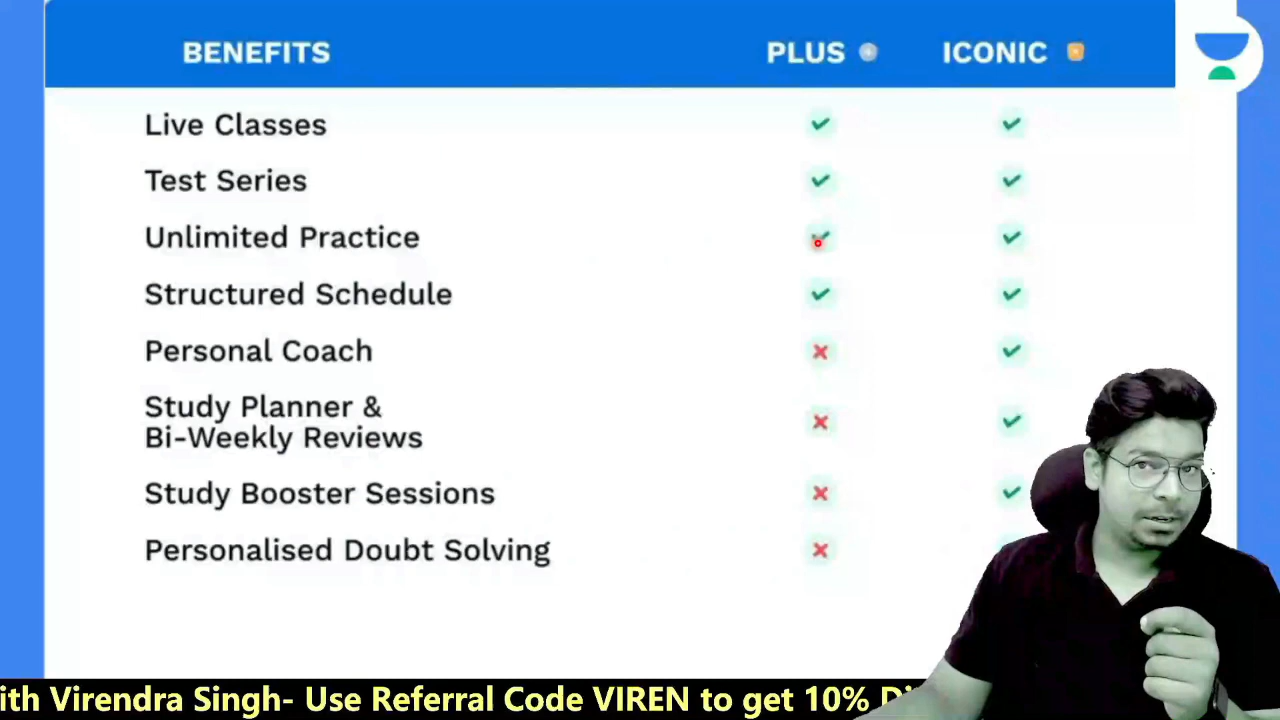 BENEFITS PLUS ICONIC
Live Classes
Test Series
Unlimited Practice
Structured Schedule
Personal Coach
Study Planner &
Bi-Weekly Reviews
Study Booster Sessions
Personalised Doubt Solving
ith Virendra Singh- Use Referral Code VIREN to get 10%